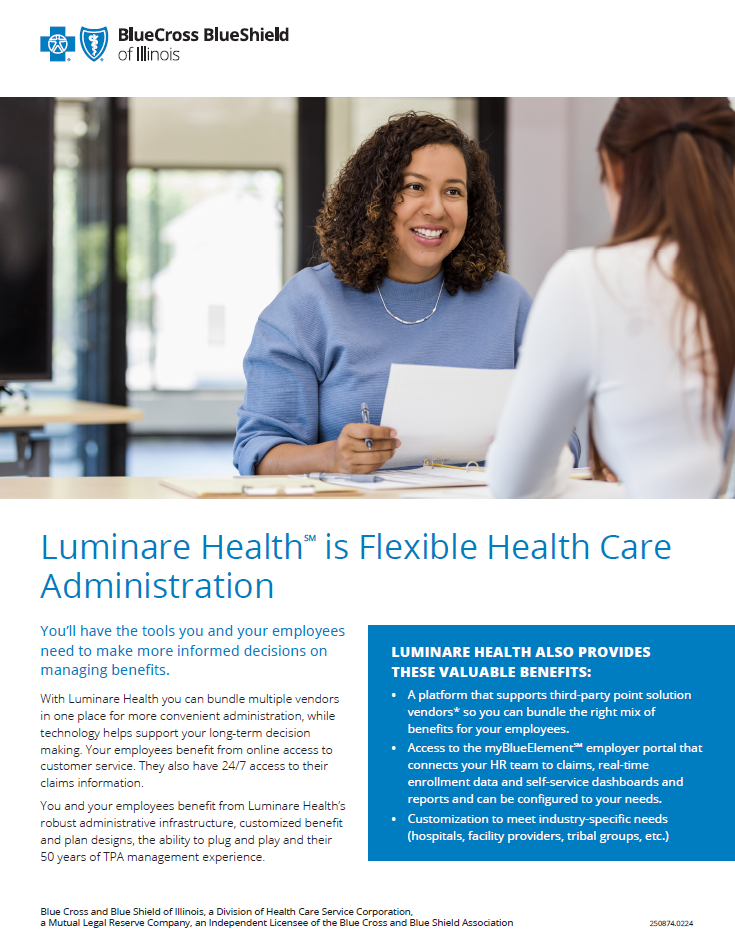 BlueCross BlueShield
of Illinois
Luminare Health℠ is Flexible Health Care
Administration
You’ll have the tools you and your employees
need to make more informed decisions on
managing benefits.
With Luminare Health you can bundle multiple vendors
in one place for more convenient administration, while
technology helps support your long-term decision
making. Your employees benefit from online access to
customer service. They also have 24/7 access to their
claims information.
You and your employees benefit from Luminare Health’s
robust administrative infrastructure, customized benefit
and plan designs, the ability to plug and play and their
50 years of TPA management experience.
LUMINARE HEALTH ALSO PROVIDES
THESE VALUABLE BENEFITS:
• A platform that supports third-party point solution
vendors* so you can bundle the right mix of
benefits for your employees.
• Access to the myBlueElement℠ employer portal that
connects your HR team to claims, real-time
enrollment data and self-service dashboards and
reports and can be configured to your needs.
• Customization to meet industry-specific needs
(hospitals, facility providers, tribal groups, etc.)
Blue Cross and Blue Shield of Illinois, a Division of Health Care Service Corporation,
a Mutual Legal Reserve Company, an Independent Licensee of the Blue Cross and Blue Shield Association
250874.0224